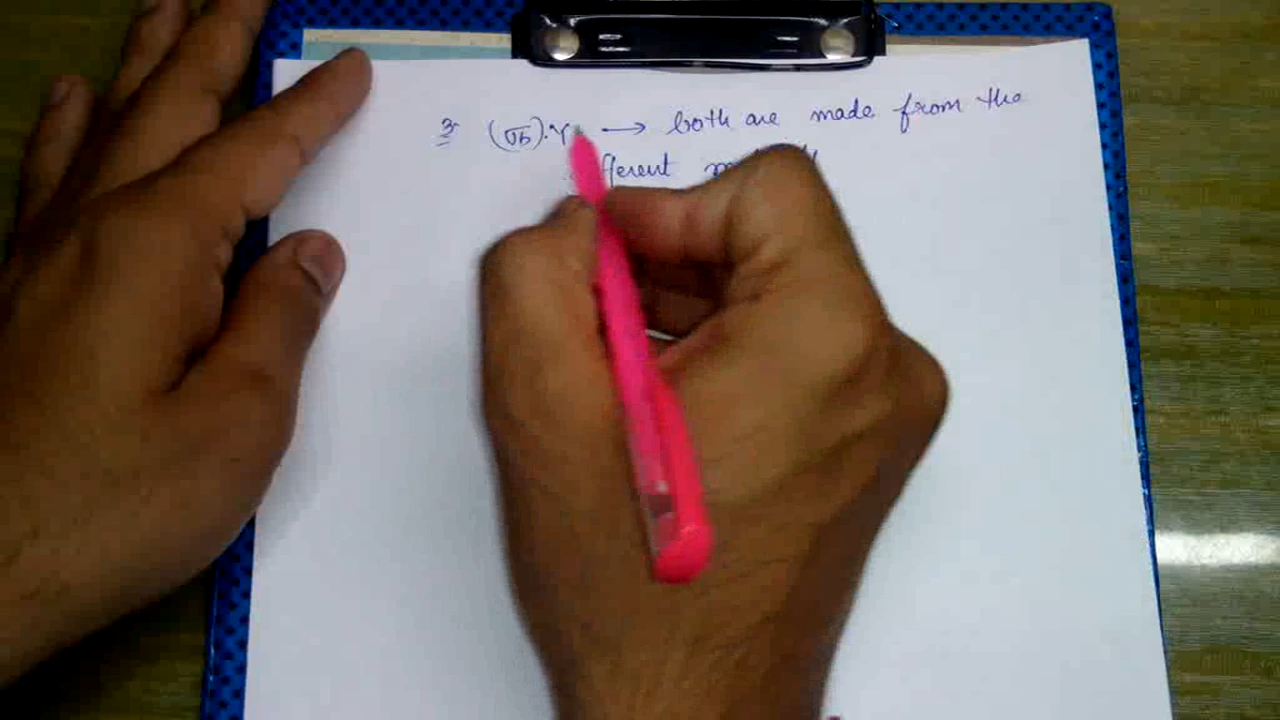 3 (σb).Y → both are made from the
fferent